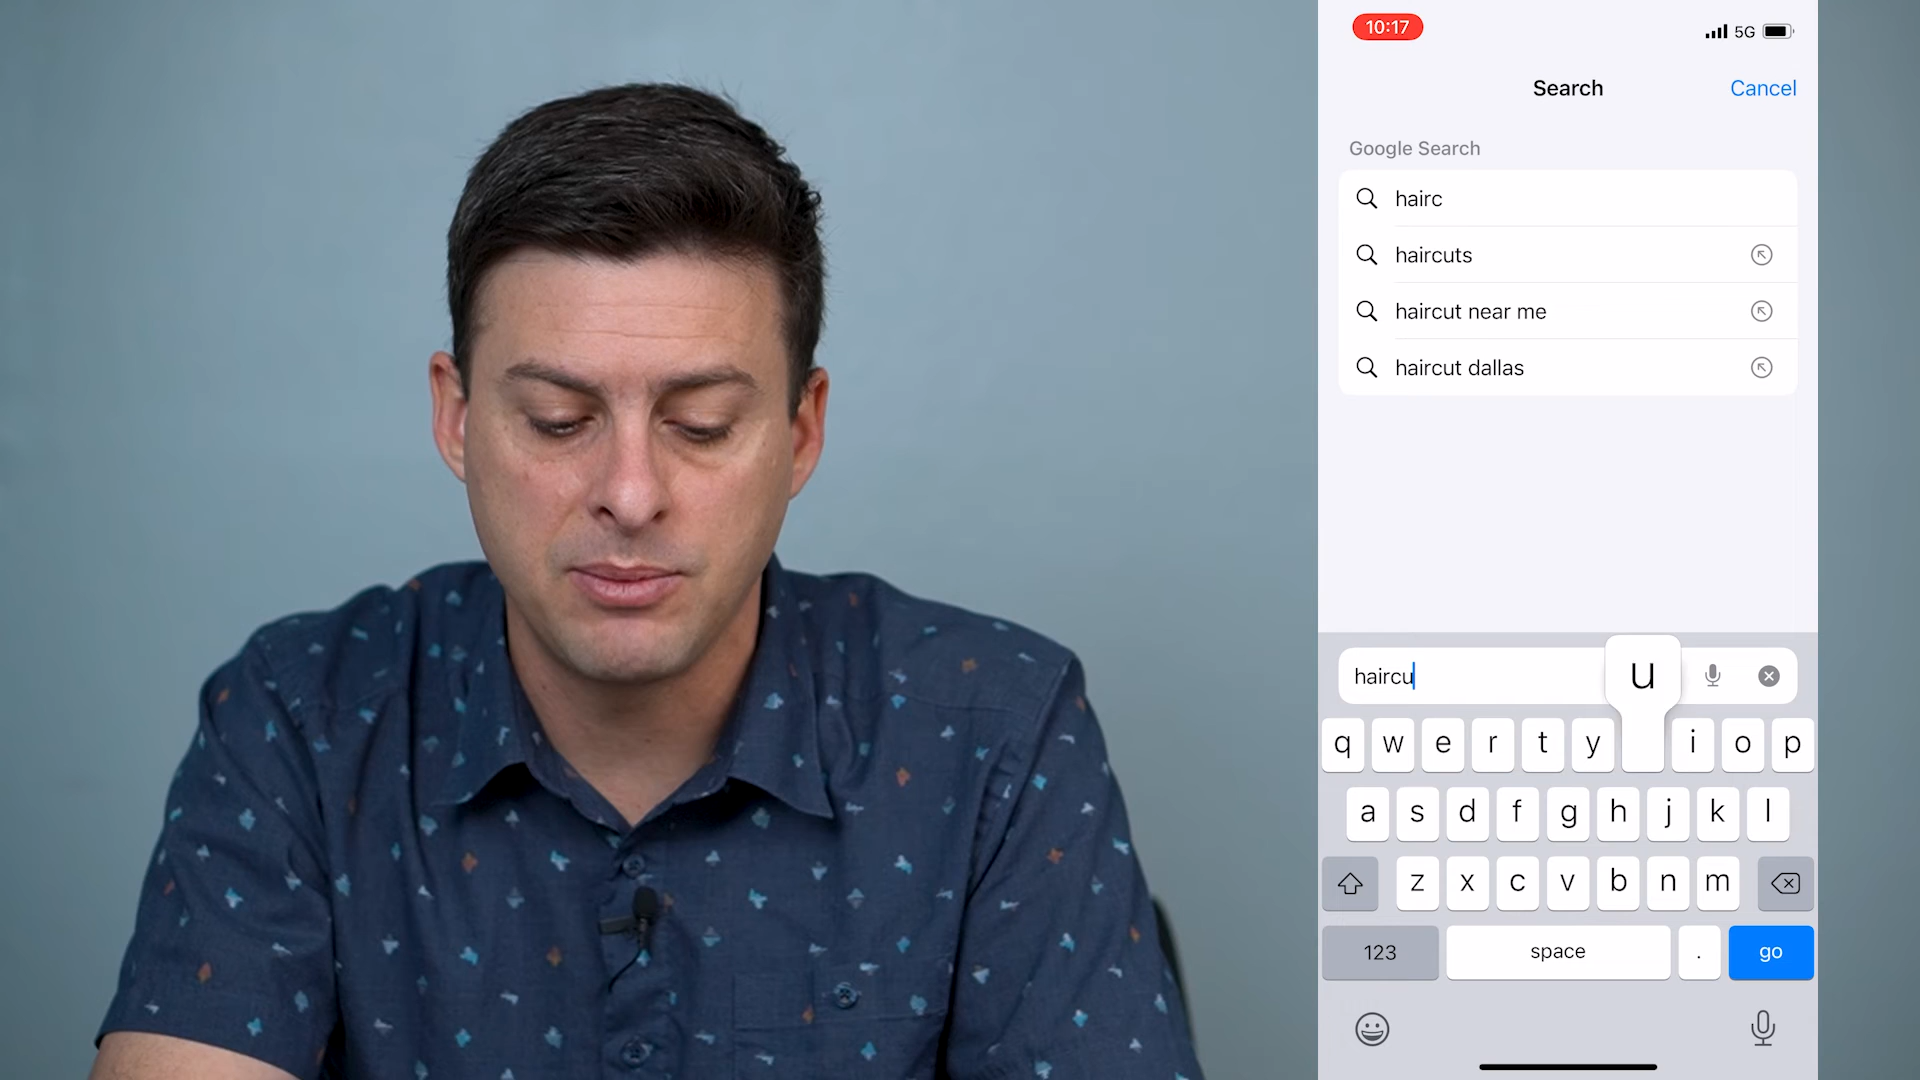 10:17
5G
Search
Cancel
Google Search
hairc
haircuts
haircut near me
haircut dallas
haircu
u
q w e r t y i o p
a s d f g h j k l
z x c v b n m
123 space . go